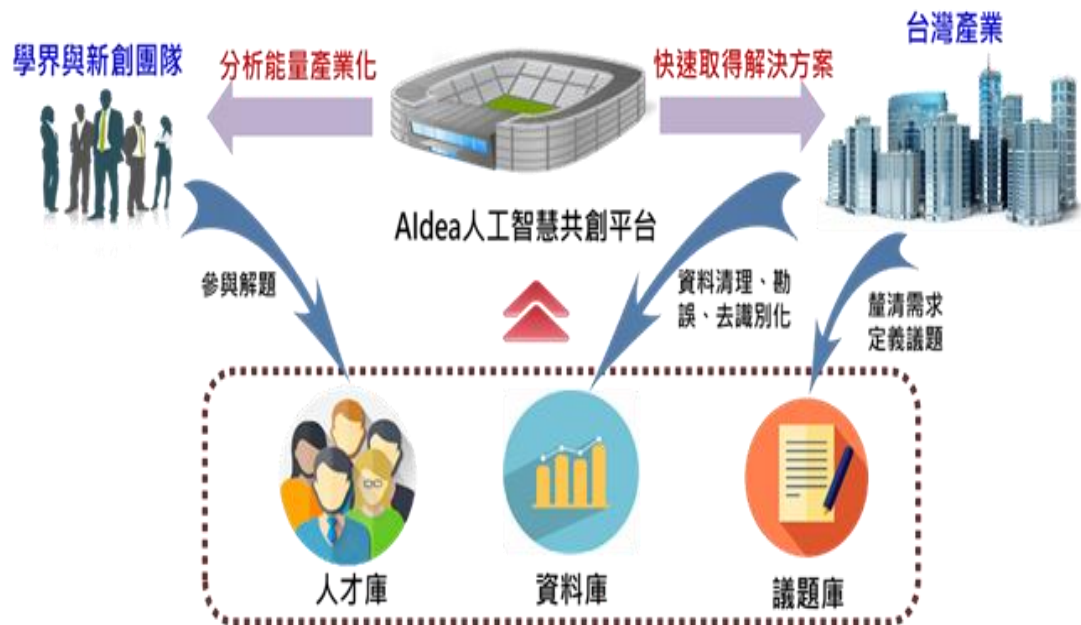 台灣產業
學界與新創團隊
分析能量產業化
快速取得解決方案
AIdea人工智慧共創平台
參與解題
資料清理、勘
誤、去識別化
釐清需求
定義議題
人才庫
資料庫
議題庫